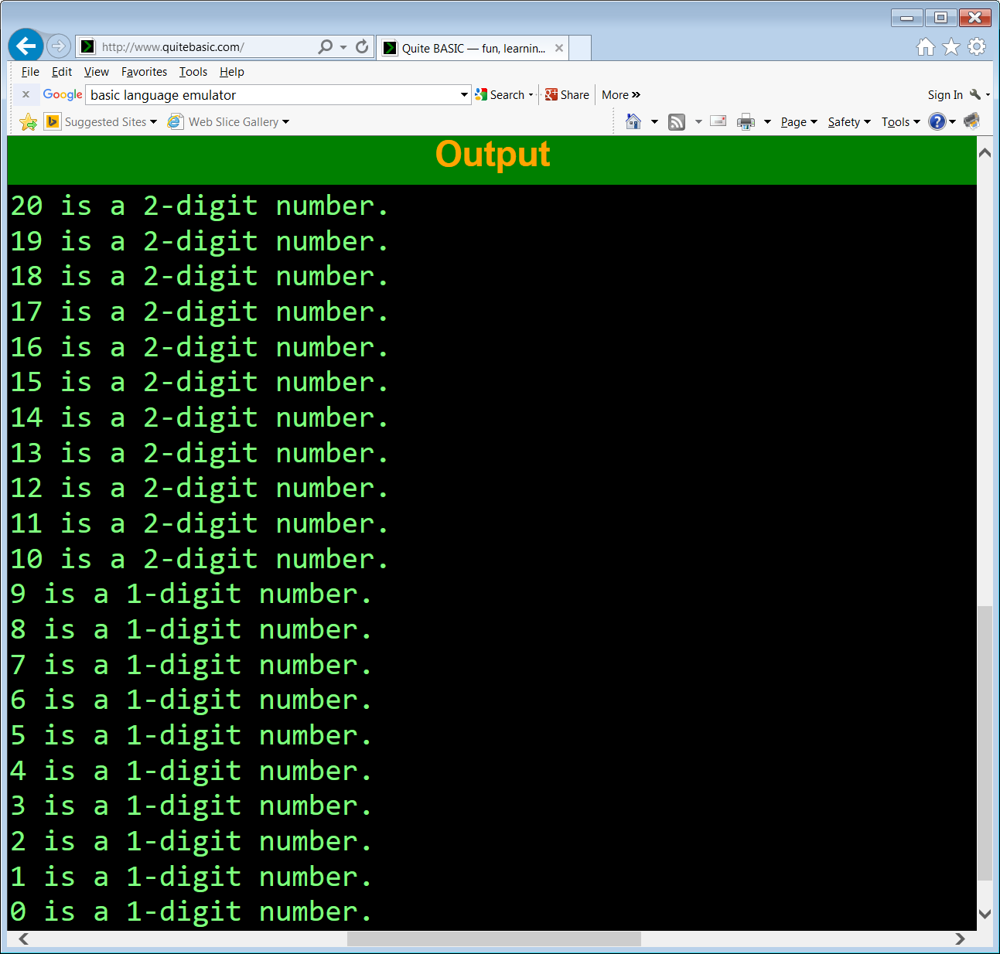 http://www.quitebasic.com/
Quite BASIC — fun, learnin...
File Edit View Favorites Tools Help
x Google basic language emulator Search Share More »
Sign In
Suggested Sites Web Slice Gallery
Page Safety Tools
Output
20 is a 2-digit number.
19 is a 2-digit number.
18 is a 2-digit number.
17 is a 2-digit number.
16 is a 2-digit number.
15 is a 2-digit number.
14 is a 2-digit number.
13 is a 2-digit number.
12 is a 2-digit number.
11 is a 2-digit number.
10 is a 2-digit number.
9 is a 1-digit number.
8 is a 1-digit number.
7 is a 1-digit number.
6 is a 1-digit number.
5 is a 1-digit number.
4 is a 1-digit number.
3 is a 1-digit number.
2 is a 1-digit number.
1 is a 1-digit number.
0 is a 1-digit number.